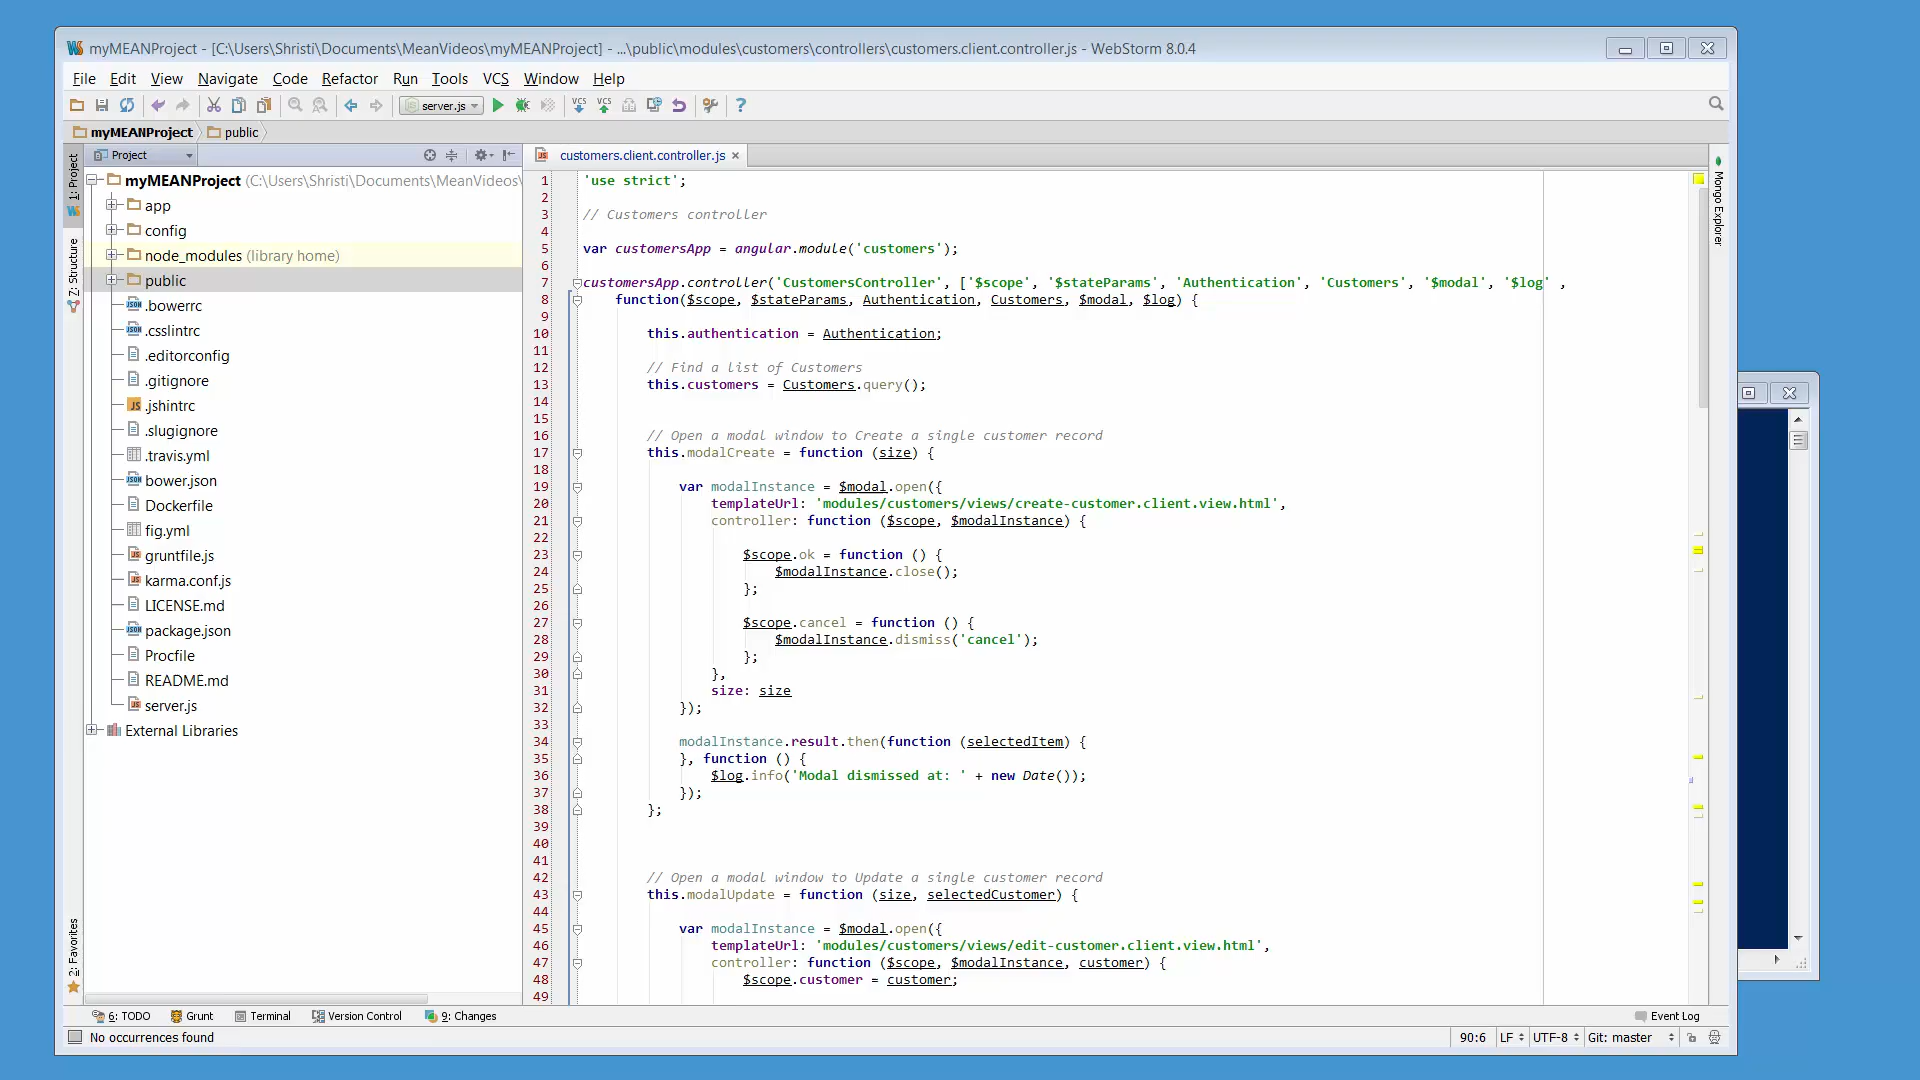 myMEANProject - [C:\Users\Shristi\Documents\MeanVideos\myMEANProject] - ...\public\modules\customers\controllers\customers.client.controller.js - WebStorm 8.0.4
File Edit View Navigate Code Refactor Run Tools VCS Window Help
server.js
VCS VCS
myMEANProject public
1: Project
Z: Structure
2: Favorites
Project
myMEANProject (C:\Users\Shristi\Documents\MeanVideos\
app
config
node_modules (library home)
public
.bowerrc
.csslintrc
.editorconfig
.gitignore
.jshintrc
.slugignore
.travis.yml
bower.json
Dockerfile
fig.yml
gruntfile.js
karma.conf.js
LICENSE.md
package.json
Procfile
README.md
server.js
External Libraries
customers.client.controller.js
1 'use strict';
2
3 // Customers controller
4
5 var customersApp = angular.module('customers');
6
7 customersApp.controller('CustomersController', ['$scope', '$stateParams', 'Authentication', 'Customers', '$modal', '$log' ,
8 function($scope, $stateParams, Authentication, Customers, $modal, $log) {
9
10 this.authentication = Authentication;
11
12 // Find a list of Customers
13 this.customers = Customers.query();
14
15
16 // Open a modal window to Create a single customer record
17 this.modalCreate = function (size) {
18
19 var modalInstance = $modal.open({
20 templateUrl: 'modules/customers/views/create-customer.client.view.html',
21 controller: function ($scope, $modalInstance) {
22
23 $scope.ok = function () {
24 $modalInstance.close();
25 };
26
27 $scope.cancel = function () {
28 $modalInstance.dismiss('cancel');
29 };
30 },
31 size: size
32 });
33
34 modalInstance.result.then(function (selectedItem) {
35 }, function () {
36 $log.info('Modal dismissed at: ' + new Date());
37 });
38 };
39
40
41
42 // Open a modal window to Update a single customer record
43 this.modalUpdate = function (size, selectedCustomer) {
44
45 var modalInstance = $modal.open({
46 templateUrl: 'modules/customers/views/edit-customer.client.view.html',
47 controller: function ($scope, $modalInstance, customer) {
48 $scope.customer = customer;
49
Mongo Explorer
6: TODO Grunt Terminal Version Control 9: Changes Event Log
No occurrences found 90:6 LF UTF-8 Git: master